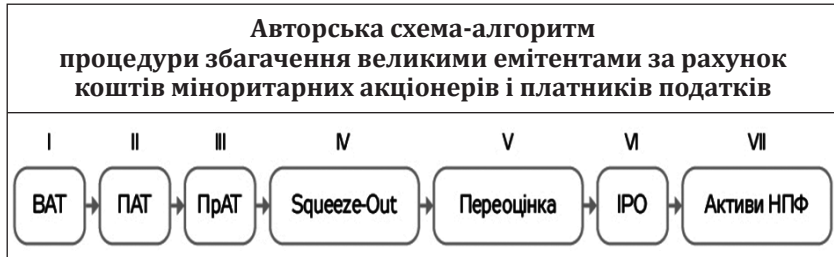 Авторська схема-алгоритм
процедури збагачення великими емітентами за рахунок
коштів міноритарних акціонерів і платників податків
I II III IV V VI VII
ВАТ ПАТ ПрАТ Squeeze-Out Переоцінка IPO Активи НПФ